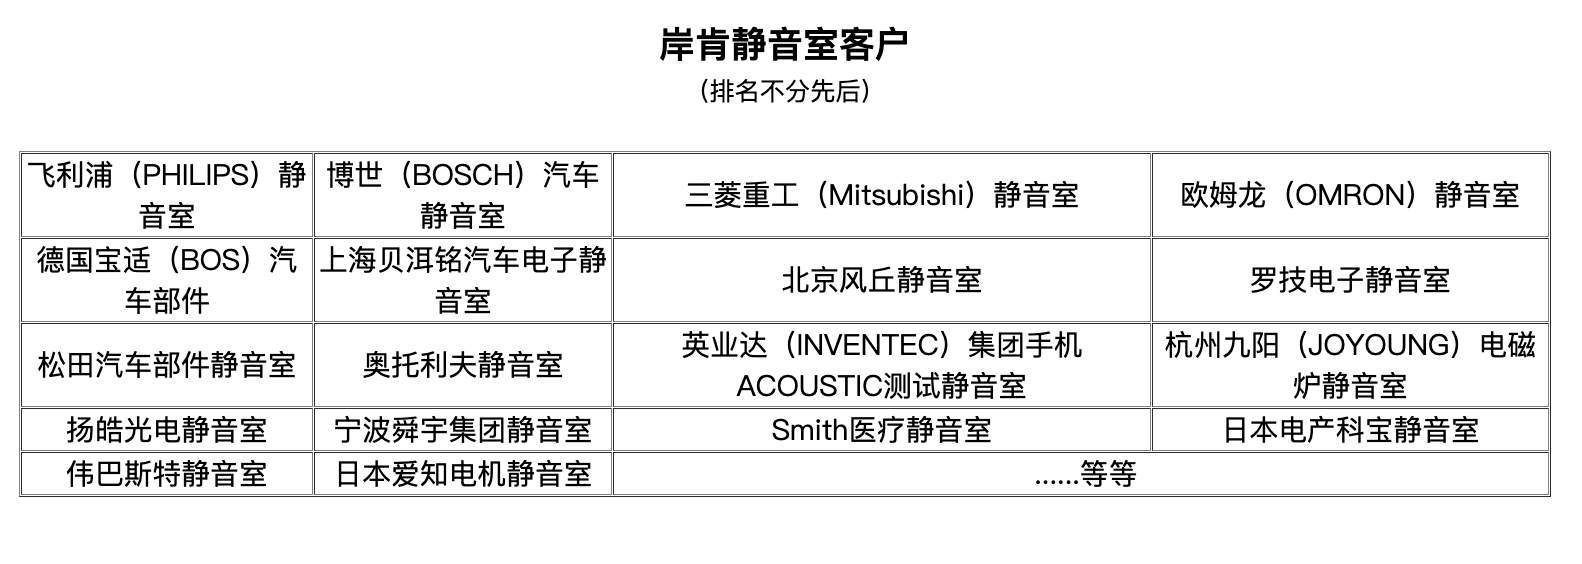 岸肯静音室客户
（排名不分先后）
飞利浦（PHILIPS）静
音室
博世（BOSCH）汽车
静音室
三菱重工（Mitsubishi）静音室
欧姆龙（OMRON）静音室
德国宝适（BOS）汽
车部件
上海贝洱铭汽车电子静
音室
北京风丘静音室
罗技电子静音室
松田汽车部件静音室
奥托利夫静音室
英业达（INVENTEC）集团手机
ACOUSTIC测试静音室
杭州九阳（JOYOUNG）电磁
炉静音室
扬皓光电静音室
宁波舜宇集团静音室
Smith医疗静音室
日本电产科宝静音室
伟巴斯特静音室
日本爱知电机静音室
……等等